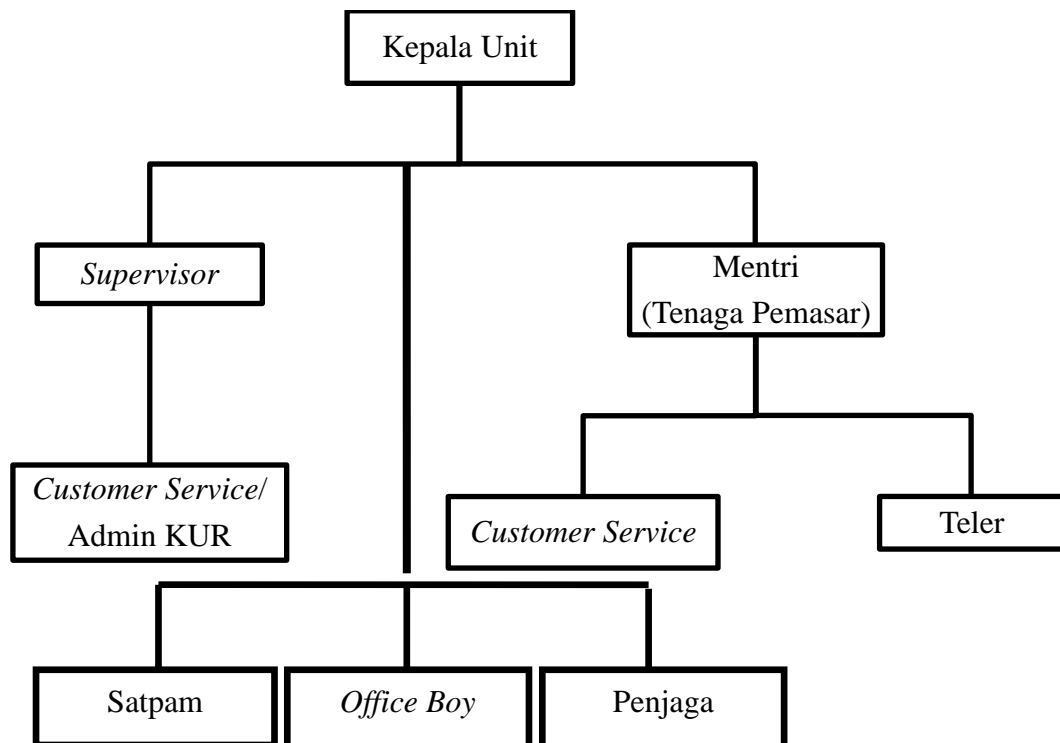 Kepala Unit
Supervisor
Mentri
(Tenaga Pemasar)
Customer Service/
Admin KUR
Customer Service
Teler
Satpam
Office Boy
Penjaga